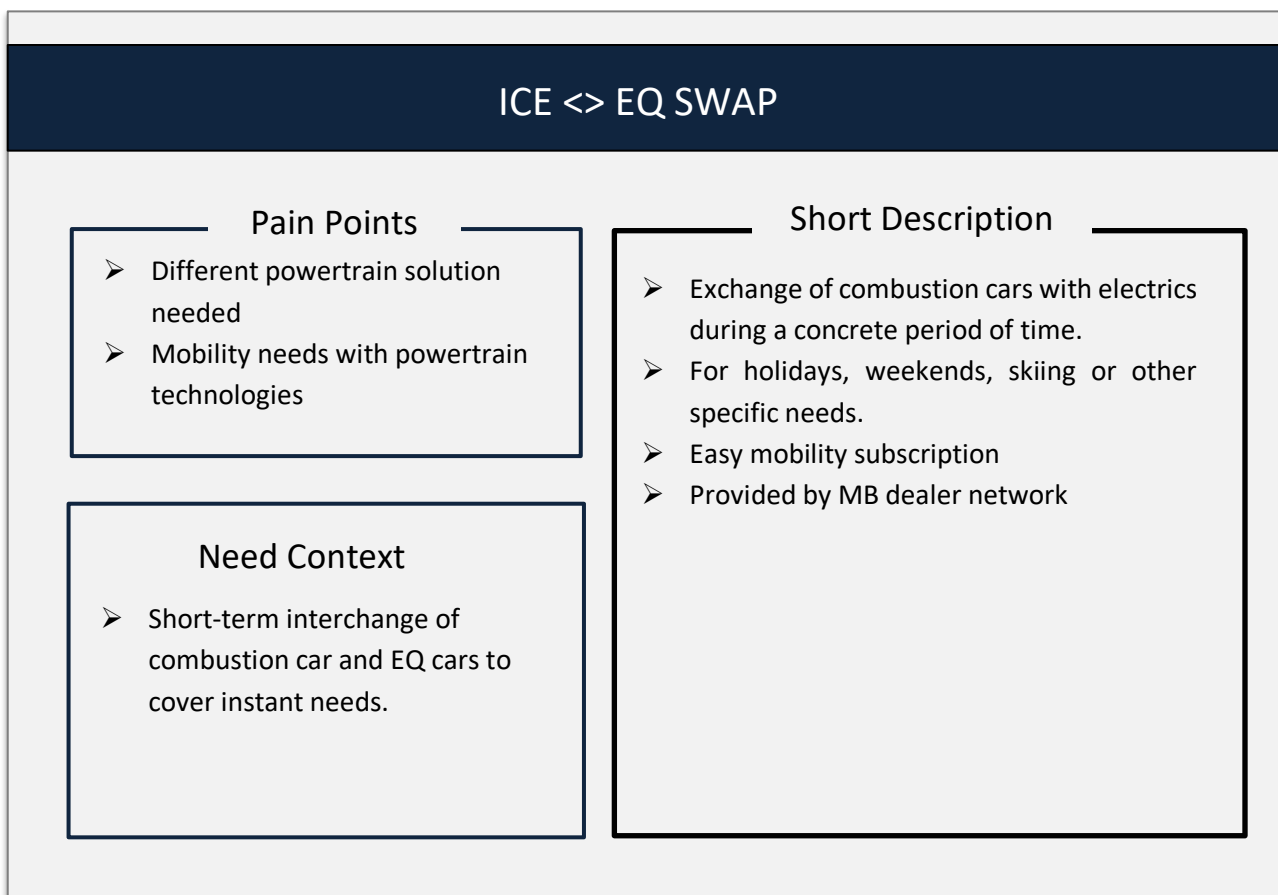 ICE <> EQ SWAP
Pain Points
➢ Different powertrain solution
needed
➢ Mobility needs with powertrain
technologies
Need Context
➢ Short-term interchange of
combustion car and EQ cars to
cover instant needs.
Short Description
➢ Exchange of combustion cars with electrics
during a concrete period of time.
➢ For holidays, weekends, skiing or other
specific needs.
➢ Easy mobility subscription
➢ Provided by MB dealer network